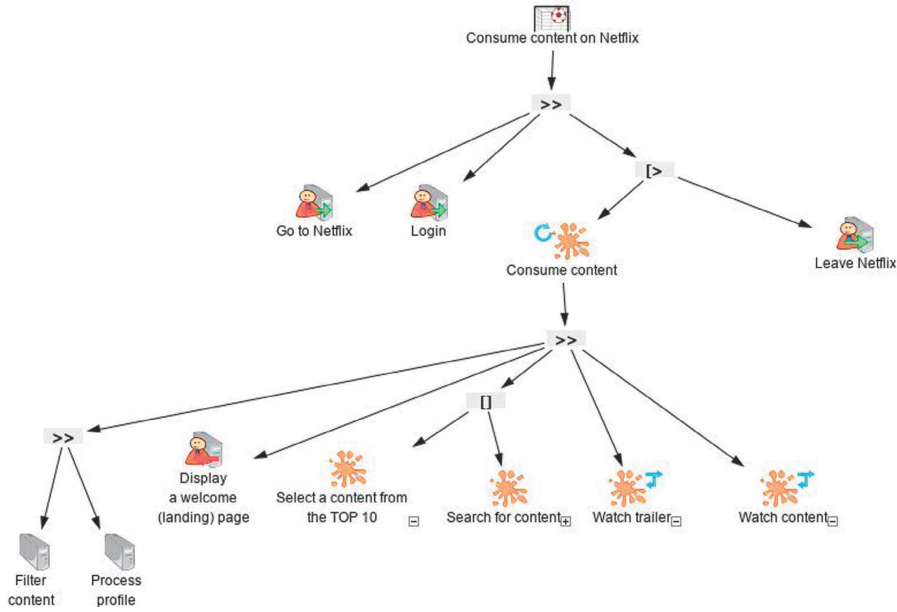 Consume content on Netflix
>>
[>
Go to Netflix
Login
Consume content
Leave Netflix
>>
[]
>>
Display
a welcome
(landing) page
Select a content from
the TOP 10
Search for content
Watch trailer
Watch content
Filter
content
Process
profile